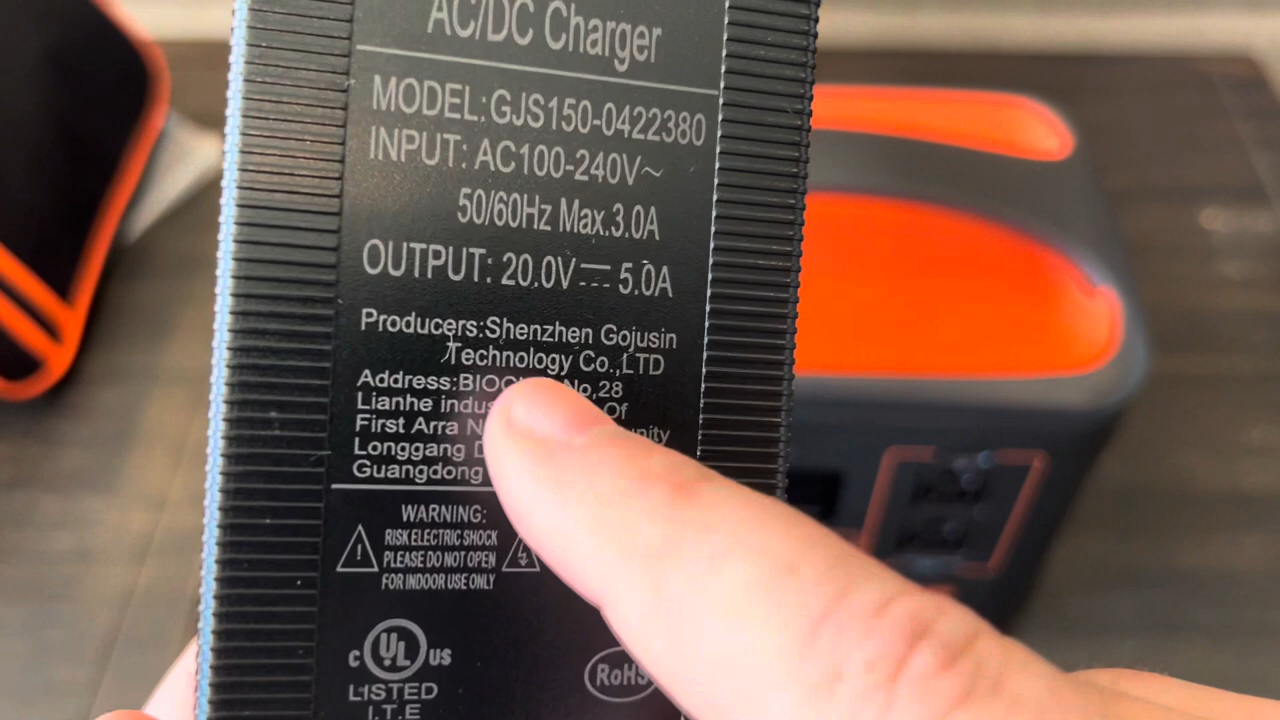 AC/DC Charger
MODEL:GJS150-0422380
INPUT: AC100-240V~
50/60Hz Max.3.0A
OUTPUT: 20.0V⎓5.0A
Producers:Shenzhen Gojusin
Technology Co.,LTD
Address: No,28
Lianhe Of
First Arra
Longgang
Guangdong
WARNING:
RISK ELECTRIC SHOCK
PLEASE DO NOT OPEN
FOR INDOOR USE ONLY
c UL US
LISTED
I.T.E
RoHS